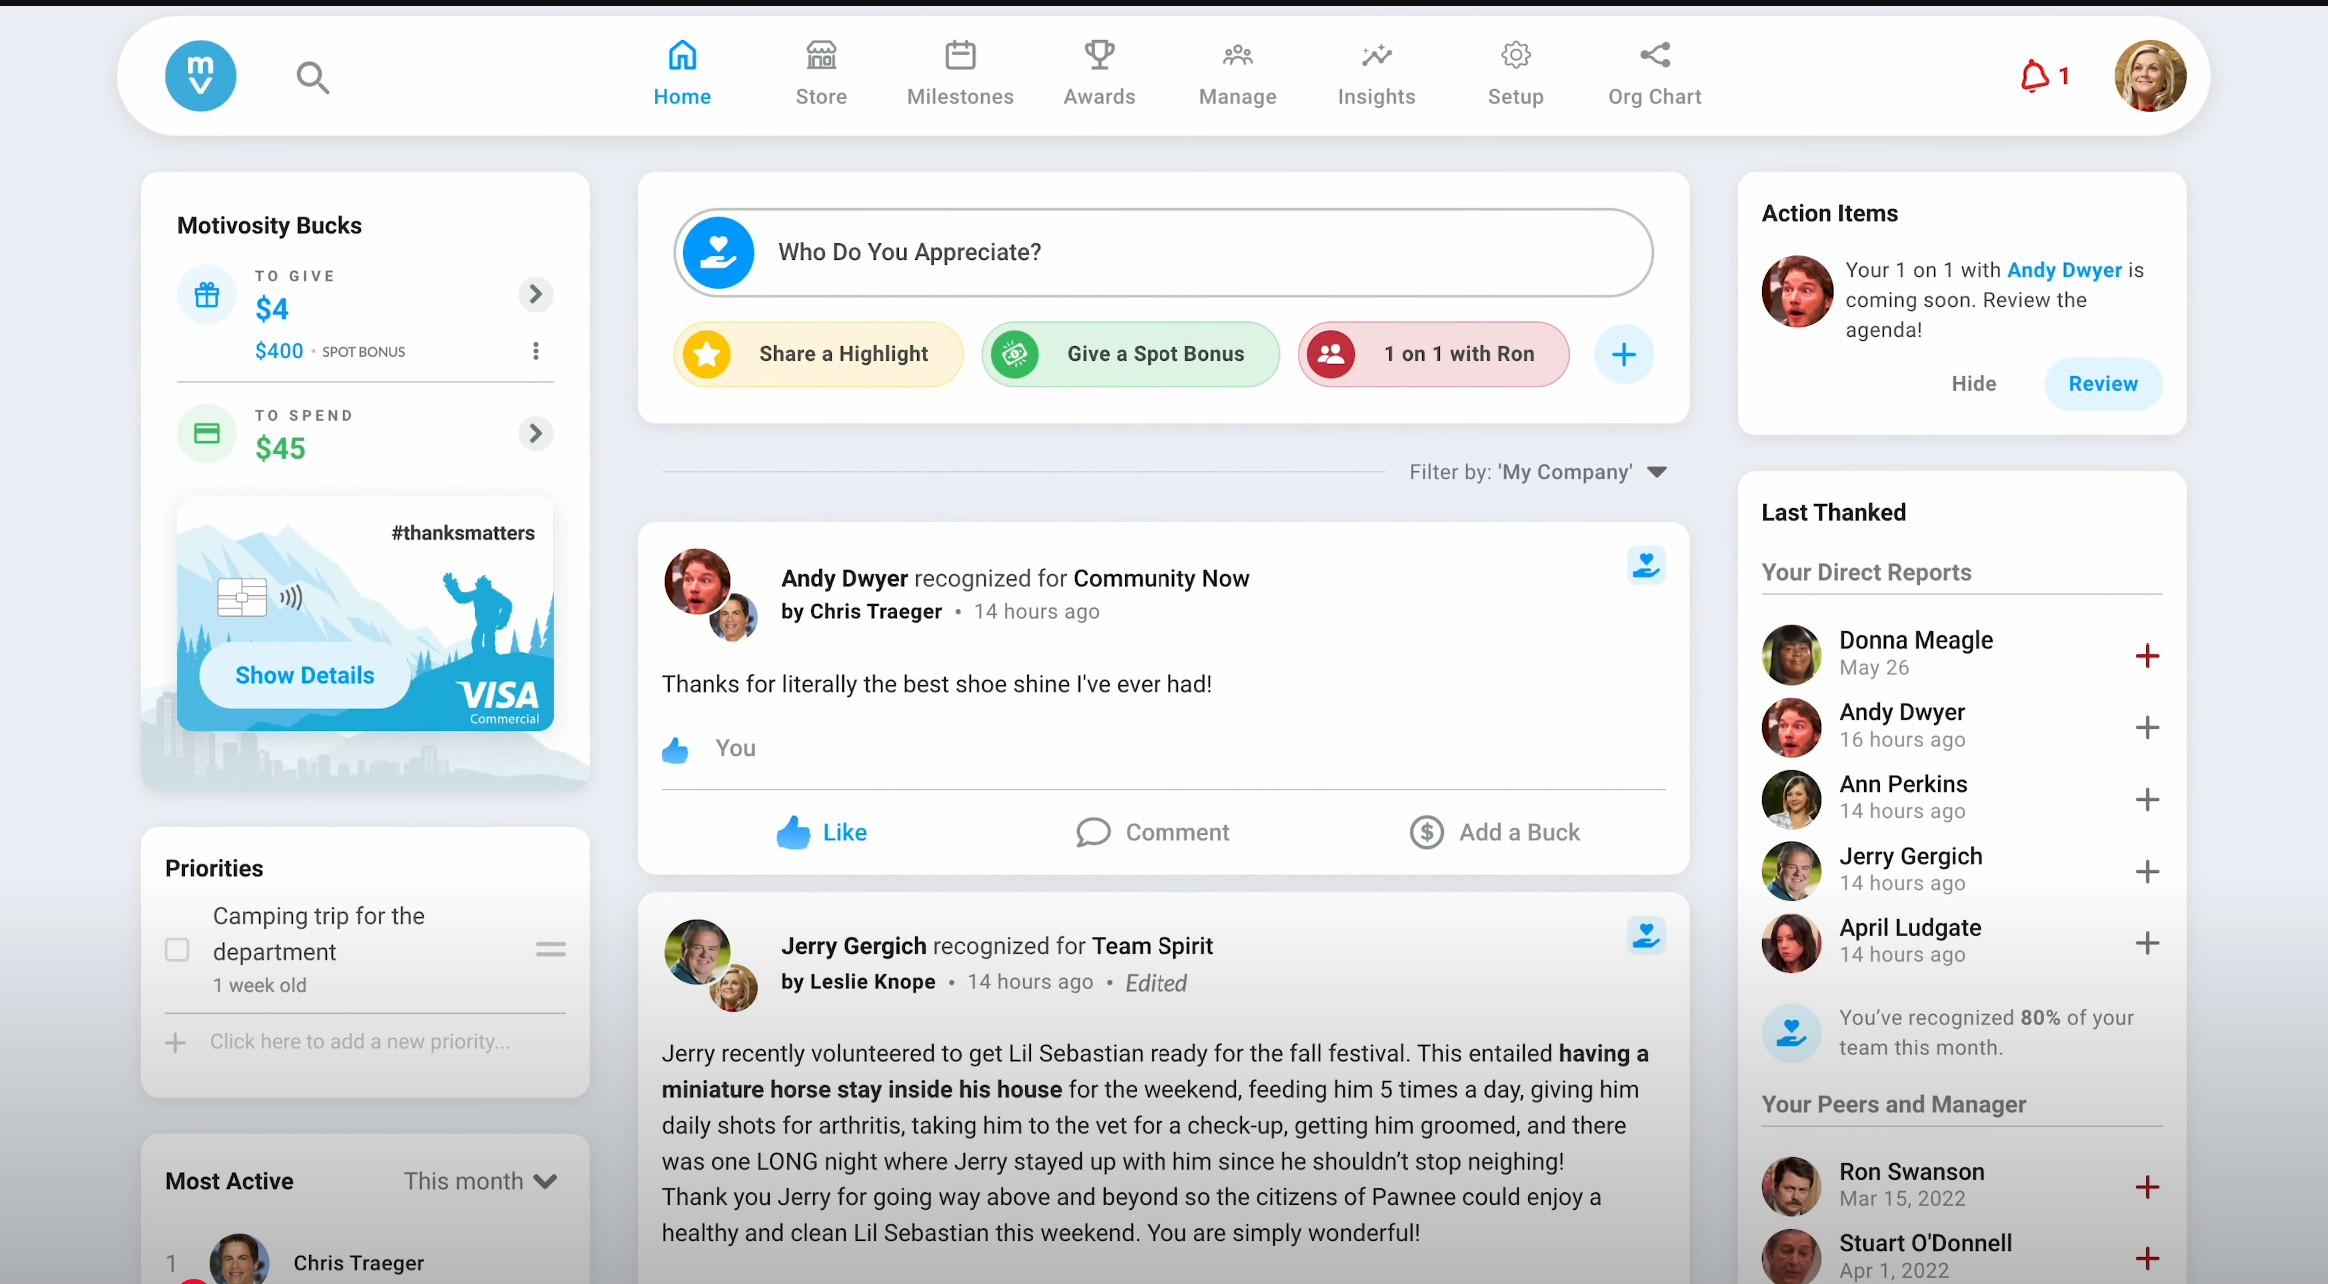 m
v
Home
Store
Milestones
Awards
Manage
Insights
Setup
Org Chart
1
Motivosity Bucks
TO GIVE
$4
$400 • SPOT BONUS
TO SPEND
$45
#thanksmatters
Show Details
VISA
Commercial
Priorities
Camping trip for the
department
1 week old
Click here to add a new priority...
Most Active
This month
1
Chris Traeger
Who Do You Appreciate?
Share a Highlight
Give a Spot Bonus
1 on 1 with Ron
Filter by: 'My Company'
Andy Dwyer recognized for Community Now
by Chris Traeger • 14 hours ago
Thanks for literally the best shoe shine I've ever had!
You
Like
Comment
Add a Buck
Jerry Gergich recognized for Team Spirit
by Leslie Knope • 14 hours ago • Edited
Jerry recently volunteered to get Lil Sebastian ready for the fall festival. This entailed having a
miniature horse stay inside his house for the weekend, feeding him 5 times a day, giving him
daily shots for arthritis, taking him to the vet for a check-up, getting him groomed, and there
was one LONG night where Jerry stayed up with him since he shouldn’t stop neighing!
Thank you Jerry for going way above and beyond so the citizens of Pawnee could enjoy a
healthy and clean Lil Sebastian this weekend. You are simply wonderful!
Action Items
Your 1 on 1 with Andy Dwyer is
coming soon. Review the
agenda!
Hide
Review
Last Thanked
Your Direct Reports
Donna Meagle
May 26
Andy Dwyer
16 hours ago
Ann Perkins
14 hours ago
Jerry Gergich
14 hours ago
April Ludgate
14 hours ago
You’ve recognized 80% of your
team this month.
Your Peers and Manager
Ron Swanson
Mar 15, 2022
Stuart O'Donnell
Apr 1, 2022